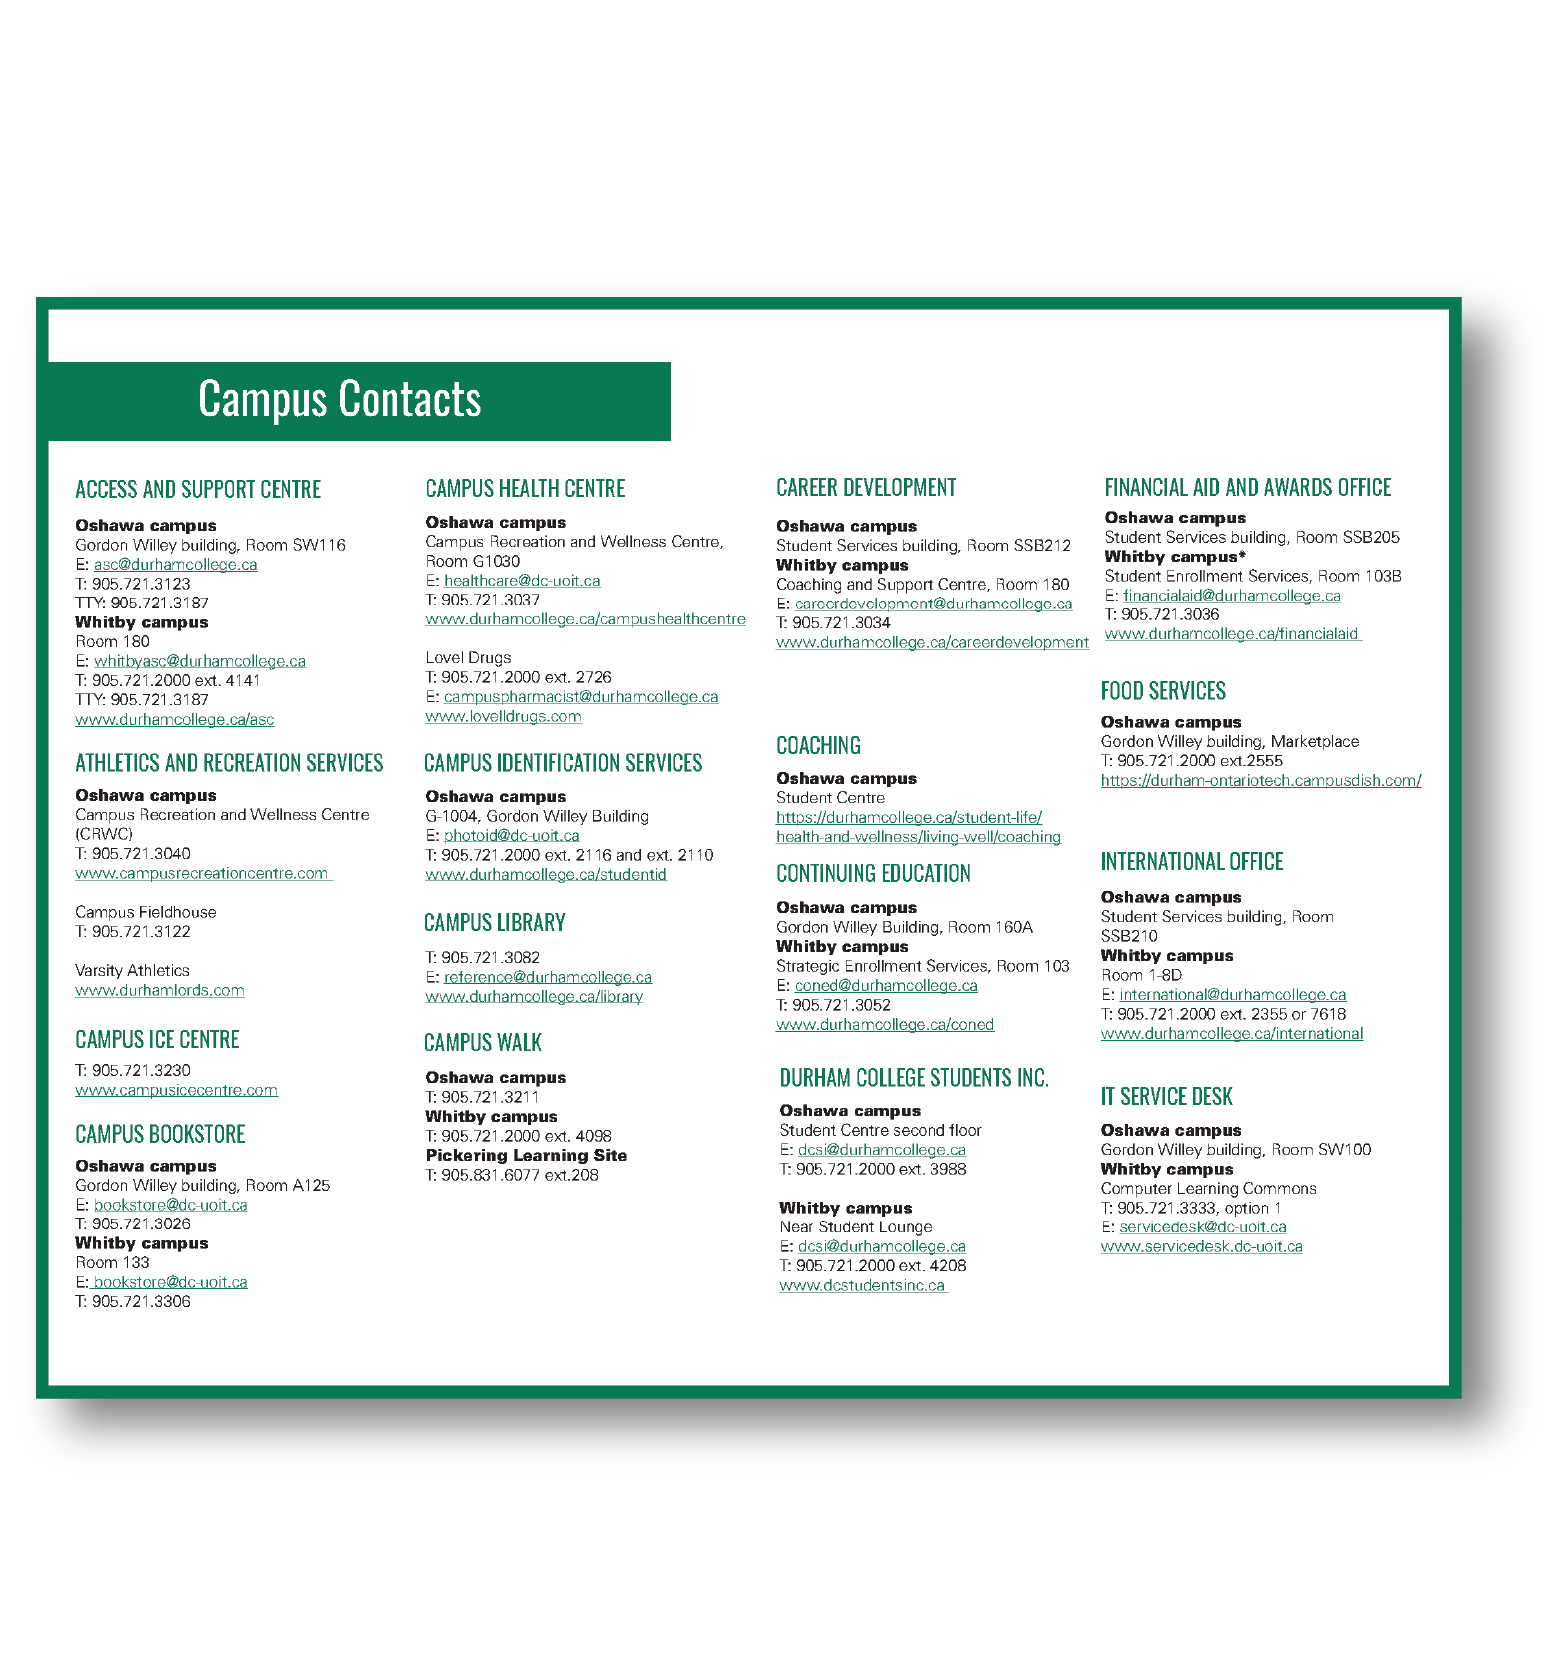 Campus Contacts
ACCESS AND SUPPORT CENTRE
Oshawa campus
Gordon Willey building, Room SW116
E: asc@durhamcollege.ca
T: 905.721.3123
TTY: 905.721.3187
Whitby campus
Room 180
E: whitbyasc@durhamcollege.ca
T: 905.721.2000 ext. 4141
TTY: 905.721.3187
www.durhamcollege.ca/asc
ATHLETICS AND RECREATION SERVICES
Oshawa campus
Campus Recreation and Wellness Centre
(CRWC)
T: 905.721.3040
www.campusrecreationcentre.com
Campus Fieldhouse
T: 905.721.3122
Varsity Athletics
www.durhamlords.com
CAMPUS ICE CENTRE
T: 905.721.3230
www.campusicecentre.com
CAMPUS BOOKSTORE
Oshawa campus
Gordon Willey building, Room A125
E: bookstore@dc-uoit.ca
T: 905.721.3026
Whitby campus
Room 133
E: bookstore@dc-uoit.ca
T: 905.721.3306
CAMPUS HEALTH CENTRE
Oshawa campus
Campus Recreation and Wellness Centre,
Room G1030
E: healthcare@dc-uoit.ca
T: 905.721.3037
www.durhamcollege.ca/campushealthcentre
Lovel Drugs
T: 905.721.2000 ext. 2726
E: campuspharmacist@durhamcollege.ca
www.lovelldrugs.com
CAMPUS IDENTIFICATION SERVICES
Oshawa campus
G-1004, Gordon Willey Building
E: photoid@dc-uoit.ca
T: 905.721.2000 ext. 2116 and ext. 2110
www.durhamcollege.ca/studentid
CAMPUS LIBRARY
T: 905.721.3082
E: reference@durhamcollege.ca
www.durhamcollege.ca/library
CAMPUS WALK
Oshawa campus
T: 905.721.3211
Whitby campus
T: 905.721.2000 ext. 4098
Pickering Learning Site
T: 905.831.6077 ext.208
CAREER DEVELOPMENT
Oshawa campus
Student Services building, Room SSB212
Whitby campus
Coaching and Support Centre, Room 180
E: careerdevelopment@durhamcollege.ca
T: 905.721.3034
www.durhamcollege.ca/careerdevelopment
COACHING
Oshawa campus
Student Centre
https://durhamcollege.ca/student-life/
health-and-wellness/living-well/coaching
CONTINUING EDUCATION
Oshawa campus
Gordon Willey Building, Room 160A
Whitby campus
Strategic Enrollment Services, Room 103
E: coned@durhamcollege.ca
T: 905.721.3052
www.durhamcollege.ca/coned
DURHAM COLLEGE STUDENTS INC.
Oshawa campus
Student Centre second floor
E: dcsi@durhamcollege.ca
T: 905.721.2000 ext. 3988
Whitby campus
Near Student Lounge
E: dcsi@durhamcollege.ca
T: 905.721.2000 ext. 4208
www.dcstudentsinc.ca
FINANCIAL AID AND AWARDS OFFICE
Oshawa campus
Student Services building, Room SSB205
Whitby campus*
Student Enrollment Services, Room 103B
E: financialaid@durhamcollege.ca
T: 905.721.3036
www.durhamcollege.ca/financialaid
FOOD SERVICES
Oshawa campus
Gordon Willey building, Marketplace
T: 905.721.2000 ext.2555
https://durham-ontariotech.campusdish.com/
INTERNATIONAL OFFICE
Oshawa campus
Student Services building, Room
SSB210
Whitby campus
Room 1-8D
E: international@durhamcollege.ca
T: 905.721.2000 ext. 2355 or 7618
www.durhamcollege.ca/international
IT SERVICE DESK
Oshawa campus
Gordon Willey building, Room SW100
Whitby campus
Computer Learning Commons
T: 905.721.3333, option 1
E: servicedesk@dc-uoit.ca
www.servicedesk.dc-uoit.ca